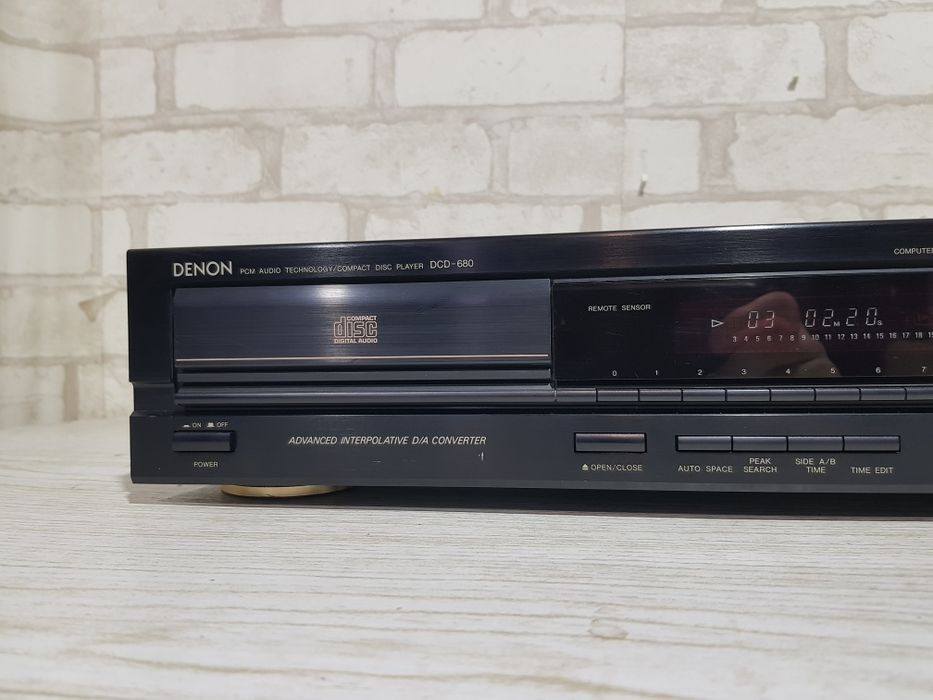 DENON PCM AUDIO TECHNOLOGY/COMPACT DISC PLAYER DCD-680
COMPUTER
COMPACT
disc
DIGITAL AUDIO
REMOTE SENSOR
03 02M20S
3 4 5 6 7 8 9 10 11 12 13 14 15 16 17 18 19
0 1 2 3 4 5 6 7
ON OFF
POWER
ADVANCED INTERPOLATIVE D/A CONVERTER
OPEN/CLOSE
AUTO SPACE
PEAK
SEARCH
SIDE A/B
TIME
TIME EDIT